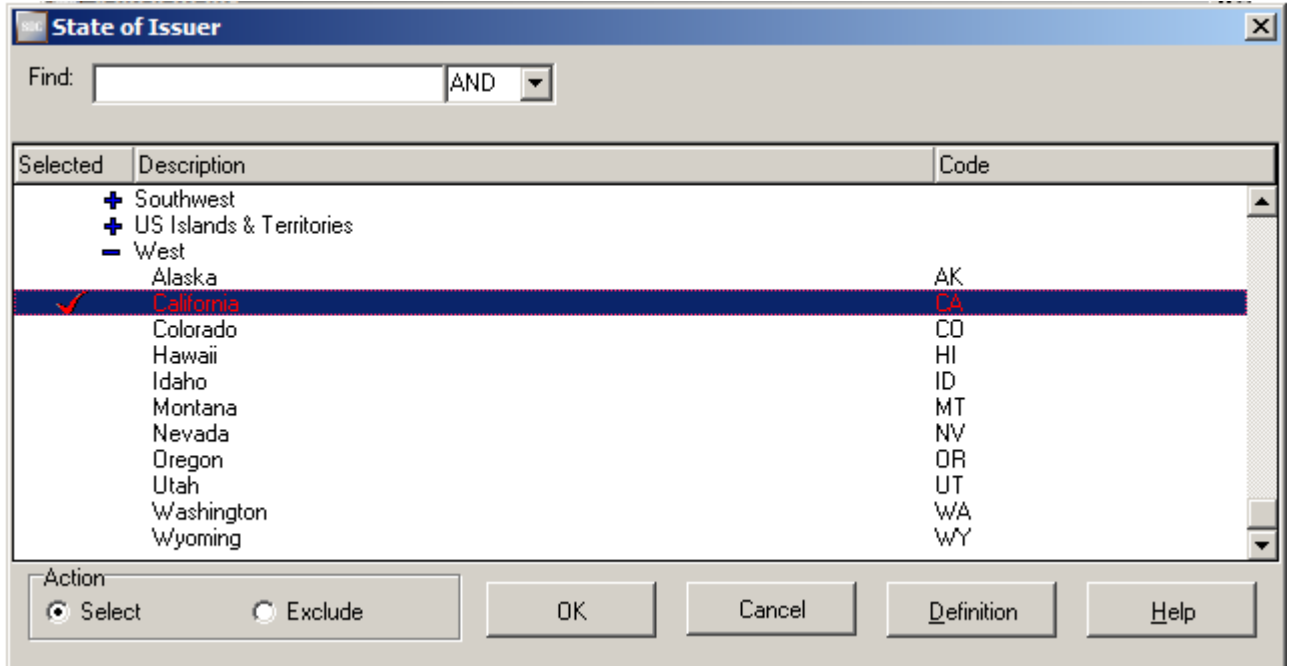 SDC State of Issuer
Find: AND
Selected Description Code
Southwest
US Islands & Territories
West
Alaska AK
California CA
Colorado CO
Hawaii HI
Idaho ID
Montana MT
Nevada NV
Oregon OR
Utah UT
Washington WA
Wyoming WY
Action
Select Exclude OK Cancel Definition Help